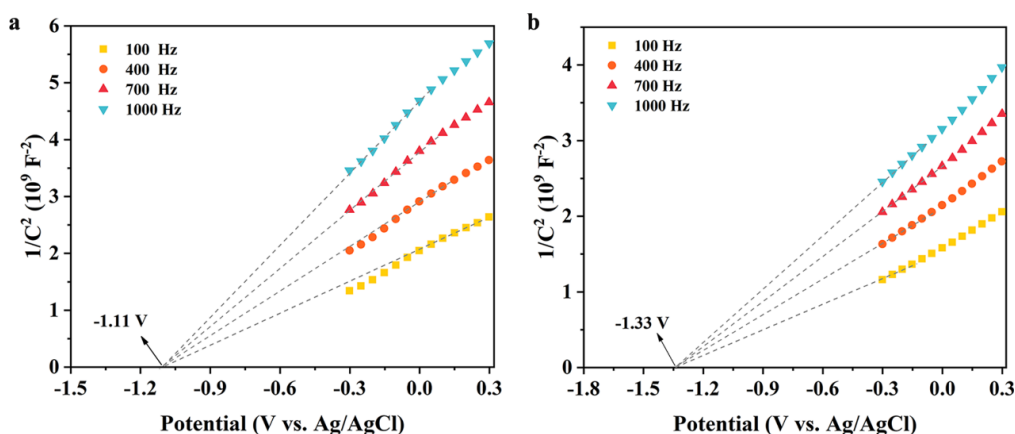 a
6
5
4
3
2
1
0
1/C² (10⁹ F⁻²)
100 Hz
400 Hz
700 Hz
1000 Hz
-1.11 V
-1.5 -1.2 -0.9 -0.6 -0.3 0.0 0.3
Potential (V vs. Ag/AgCl)
b
4
3
2
1
0
1/C² (10⁹ F⁻²)
100 Hz
400 Hz
700 Hz
1000 Hz
-1.33 V
-1.8 -1.5 -1.2 -0.9 -0.6 -0.3 0.0 0.3
Potential (V vs. Ag/AgCl)